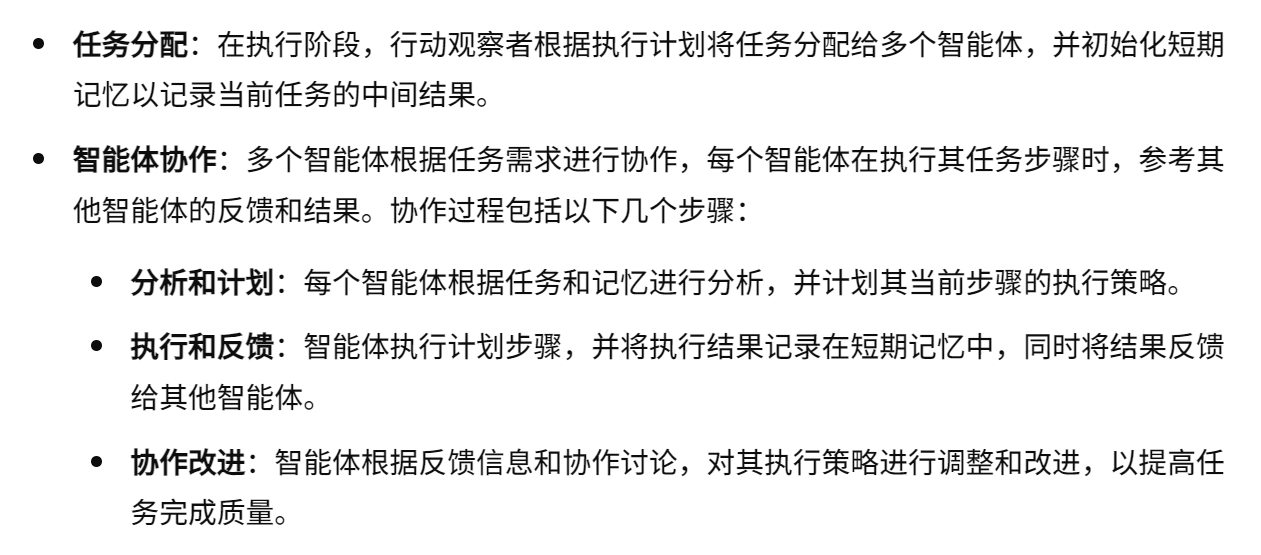 • 任务分配：在执行阶段，行动观察者根据执行计划将任务分配给多个智能体，并初始化短期
记忆以记录当前任务的中间结果。
• 智能体协作：多个智能体根据任务需求进行协作，每个智能体在执行其任务步骤时，参考其
他智能体的反馈和结果。协作过程包括以下几个步骤：
• 分析和计划：每个智能体根据任务和记忆进行分析，并计划其当前步骤的执行策略。
• 执行和反馈：智能体执行计划步骤，并将执行结果记录在短期记忆中，同时将结果反馈
给其他智能体。
• 协作改进：智能体根据反馈信息和协作讨论，对其执行策略进行调整和改进，以提高任
务完成质量。